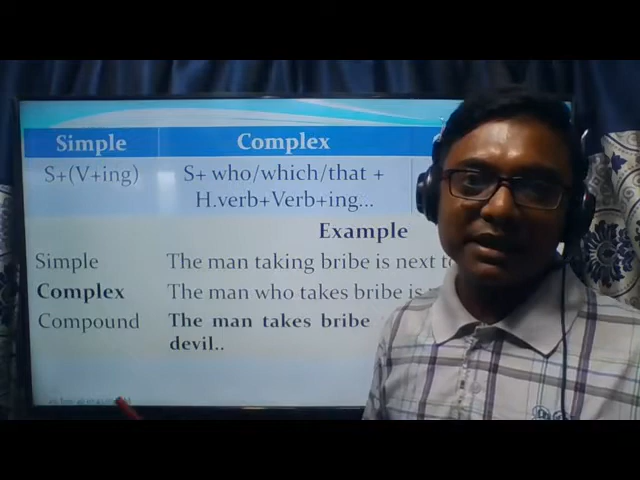 Simple Complex
S+(V+ing) S+ who/which/that +
H.verb+Verb+ing...
Example
Simple The man taking bribe is next
Complex The man who takes bribe is
Compound The man takes bribe
devil..